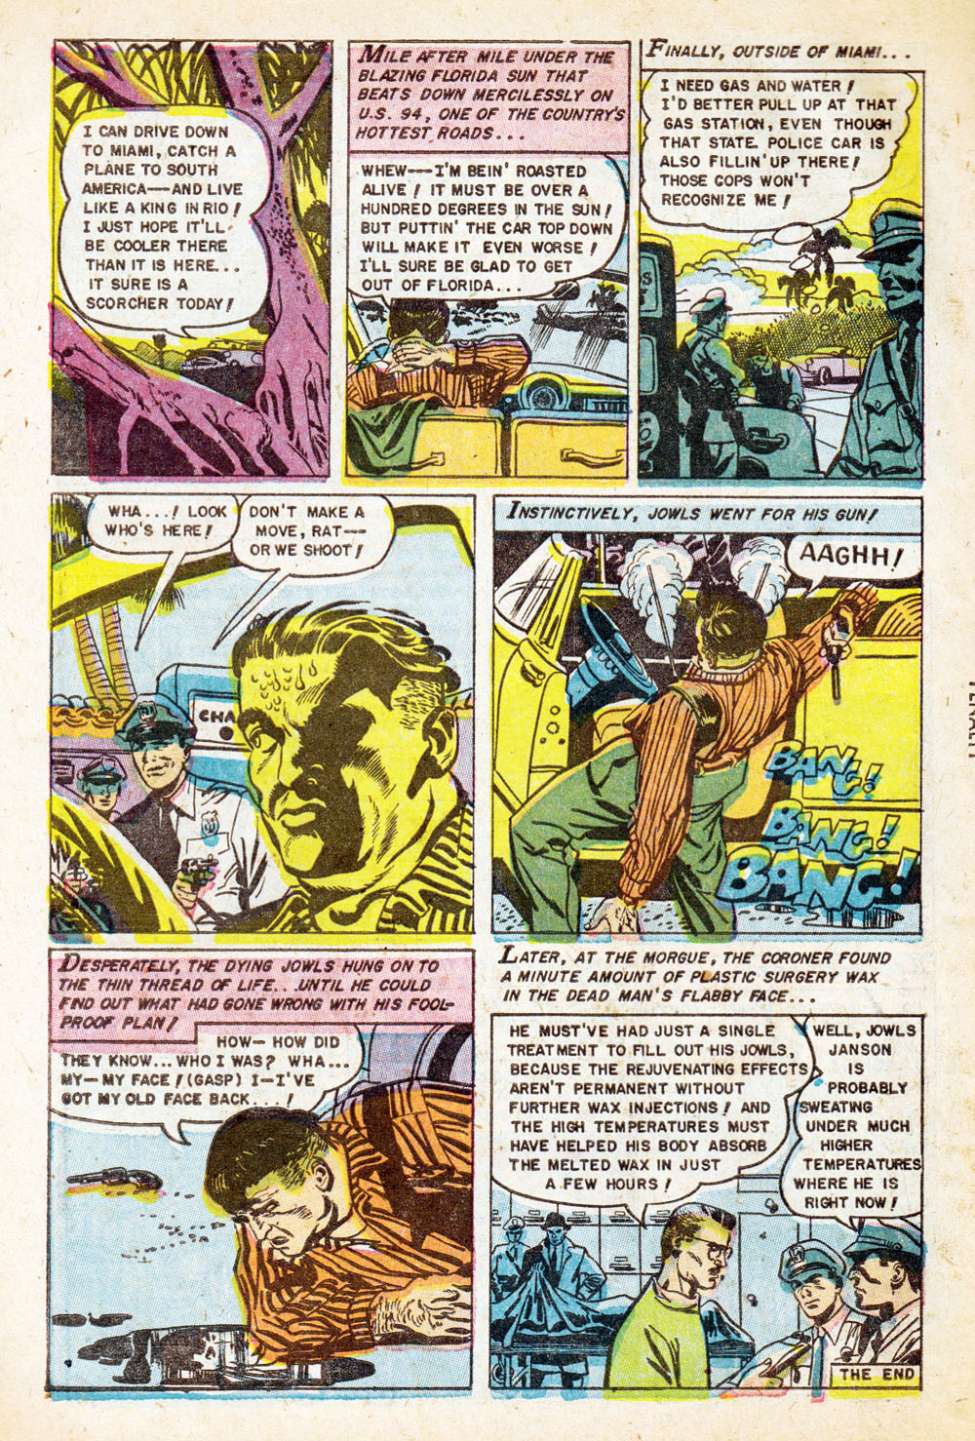 I CAN DRIVE DOWN
TO MIAMI, CATCH A
PLANE TO SOUTH
AMERICA--AND LIVE
LIKE A KING IN RIO!
I JUST HOPE IT'LL
BE COOLER THERE
THAN IT IS HERE...
IT SURE IS A
SCORCHER TODAY!
MILE AFTER MILE UNDER THE
BLAZING FLORIDA SUN THAT
BEATS DOWN MERCILESSLY ON
U.S. 94, ONE OF THE COUNTRY'S
HOTTEST ROADS...
WHEW--I'M BEIN' ROASTED
ALIVE! IT MUST BE OVER A
HUNDRED DEGREES IN THE SUN!
BUT PUTTIN' THE CAR TOP DOWN
WILL MAKE IT EVEN WORSE!
I'LL SURE BE GLAD TO GET
OUT OF FLORIDA...
FINALLY, OUTSIDE OF MIAMI...
I NEED GAS AND WATER!
I'D BETTER PULL UP AT THAT
GAS STATION, EVEN THOUGH
THAT STATE POLICE CAR IS
ALSO FILLIN' UP THERE!
THOSE COPS WON'T
RECOGNIZE ME!
WHA...! LOOK
WHO'S HERE!
DON'T MAKE A
MOVE, RAT--
OR WE SHOOT!
CHA
INSTINCTIVELY, JOWLS WENT FOR HIS GUN!
AAGHH!
BANG!
BANG!
BANG!
DESPERATELY, THE DYING JOWLS HUNG ON TO
THE THIN THREAD OF LIFE...UNTIL HE COULD
FIND OUT WHAT HAD GONE WRONG WITH HIS FOOL-
PROOF PLAN!
HOW-HOW DID
THEY KNOW...WHO I WAS? WHA...
MY-MY FACE! (GASP) I-I'VE
GOT MY OLD FACE BACK...!
LATER, AT THE MORGUE, THE CORONER FOUND
A MINUTE AMOUNT OF PLASTIC SURGERY WAX
IN THE DEAD MAN'S FLABBY FACE...
HE MUST'VE HAD JUST A SINGLE
TREATMENT TO FILL OUT HIS JOWLS,
BECAUSE THE REJUVENATING EFFECTS
AREN'T PERMANENT WITHOUT
FURTHER WAX INJECTIONS! AND
THE HIGH TEMPERATURES MUST
HAVE HELPED HIS BODY ABSORB
THE MELTED WAX IN JUST
A FEW HOURS!
WELL, JOWLS
JANSON
IS
PROBABLY
SWEATING
UNDER MUCH
HIGHER
TEMPERATURES
WHERE HE IS
RIGHT NOW!
THE END